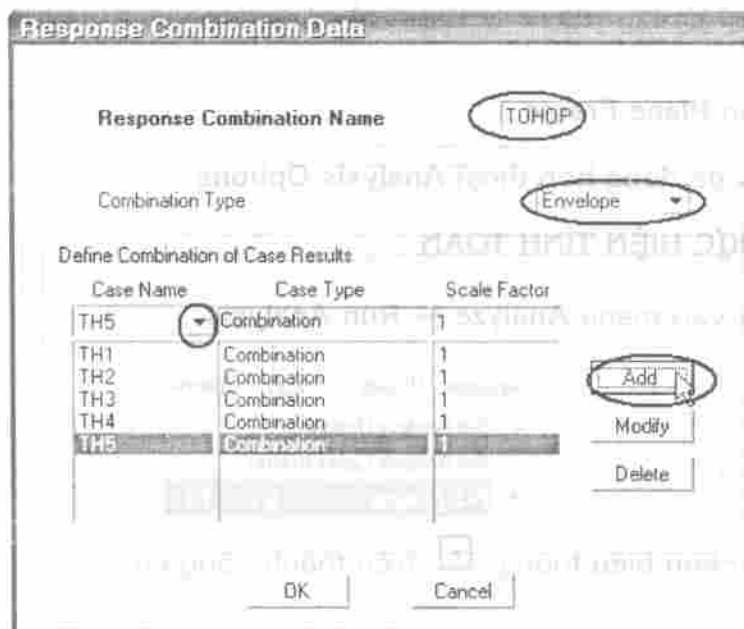 Response Combination Data
Response Combination Name TOHOP
Combination Type Envelope
Define Combination of Case Results
Case Name Case Type Scale Factor
TH5 Combination 1
TH1 Combination 1
TH2 Combination 1
TH3 Combination 1
TH4 Combination 1
TH5 Combination 1
Add
Modify
Delete
OK Cancel